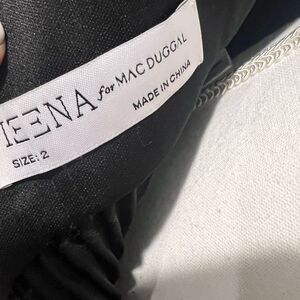 IEENA for MAC DUGGAL
MADE IN CHINA
SIZE: 2